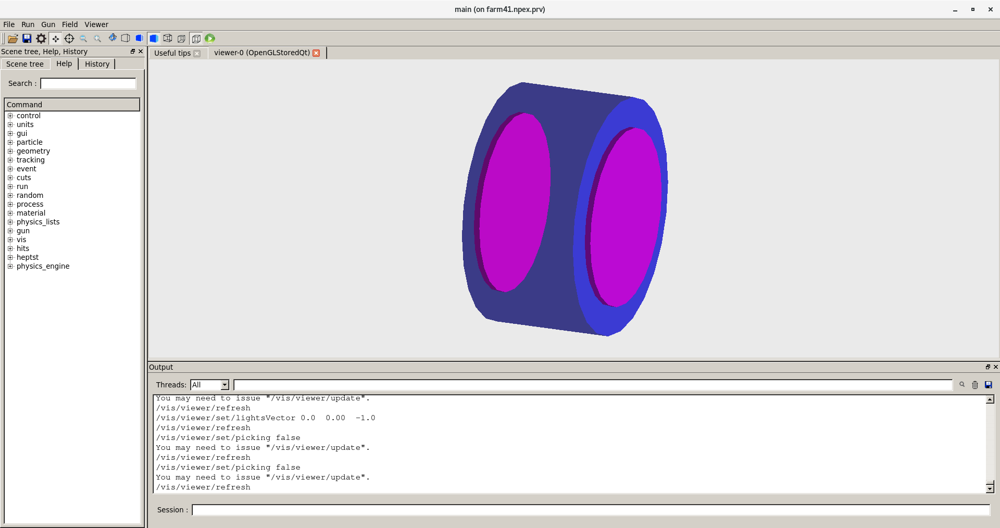 main (on farm41.npex.prv)
File Run Gun Field Viewer
Scene tree, Help, History
Useful tips
viewer-0 (OpenGLStoredQt)
Scene tree
Help
History
Search :
Command
control
units
gui
particle
geometry
tracking
event
cuts
run
random
process
material
physics_lists
gun
vis
hits
heptst
physics_engine
Output
Threads: All
You may need to issue "/vis/viewer/update".
/vis/viewer/refresh
/vis/viewer/set/lightsVector 0.0  0.00  -1.0
/vis/viewer/refresh
/vis/viewer/set/picking false
You may need to issue "/vis/viewer/update".
/vis/viewer/refresh
/vis/viewer/set/picking false
You may need to issue "/vis/viewer/update".
/vis/viewer/refresh
Session :